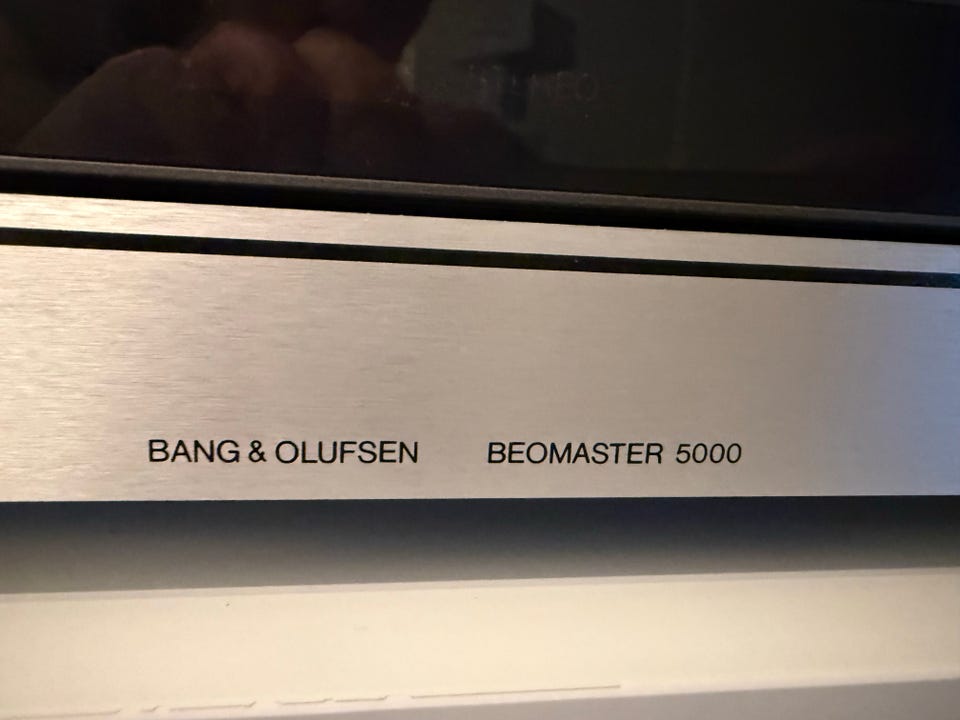 BANG & OLUFSEN BEOMASTER 5000